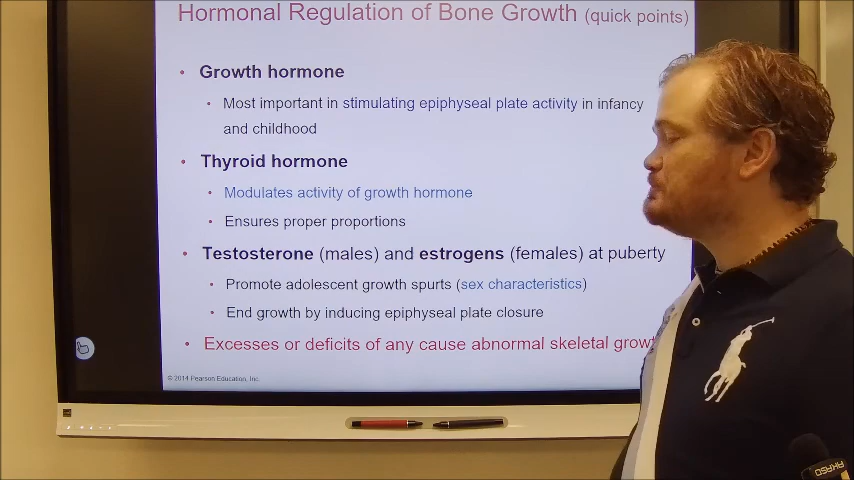 Hormonal Regulation of Bone Growth (quick points)
• Growth hormone
• Most important in stimulating epiphyseal plate activity in infancy
and childhood
• Thyroid hormone
• Modulates activity of growth hormone
• Ensures proper proportions
• Testosterone (males) and estrogens (females) at puberty
• Promote adolescent growth spurts (sex characteristics)
• End growth by inducing epiphyseal plate closure
• Excesses or deficits of any cause abnormal skeletal growt
© 2014 Pearson Education, Inc.
AKASO